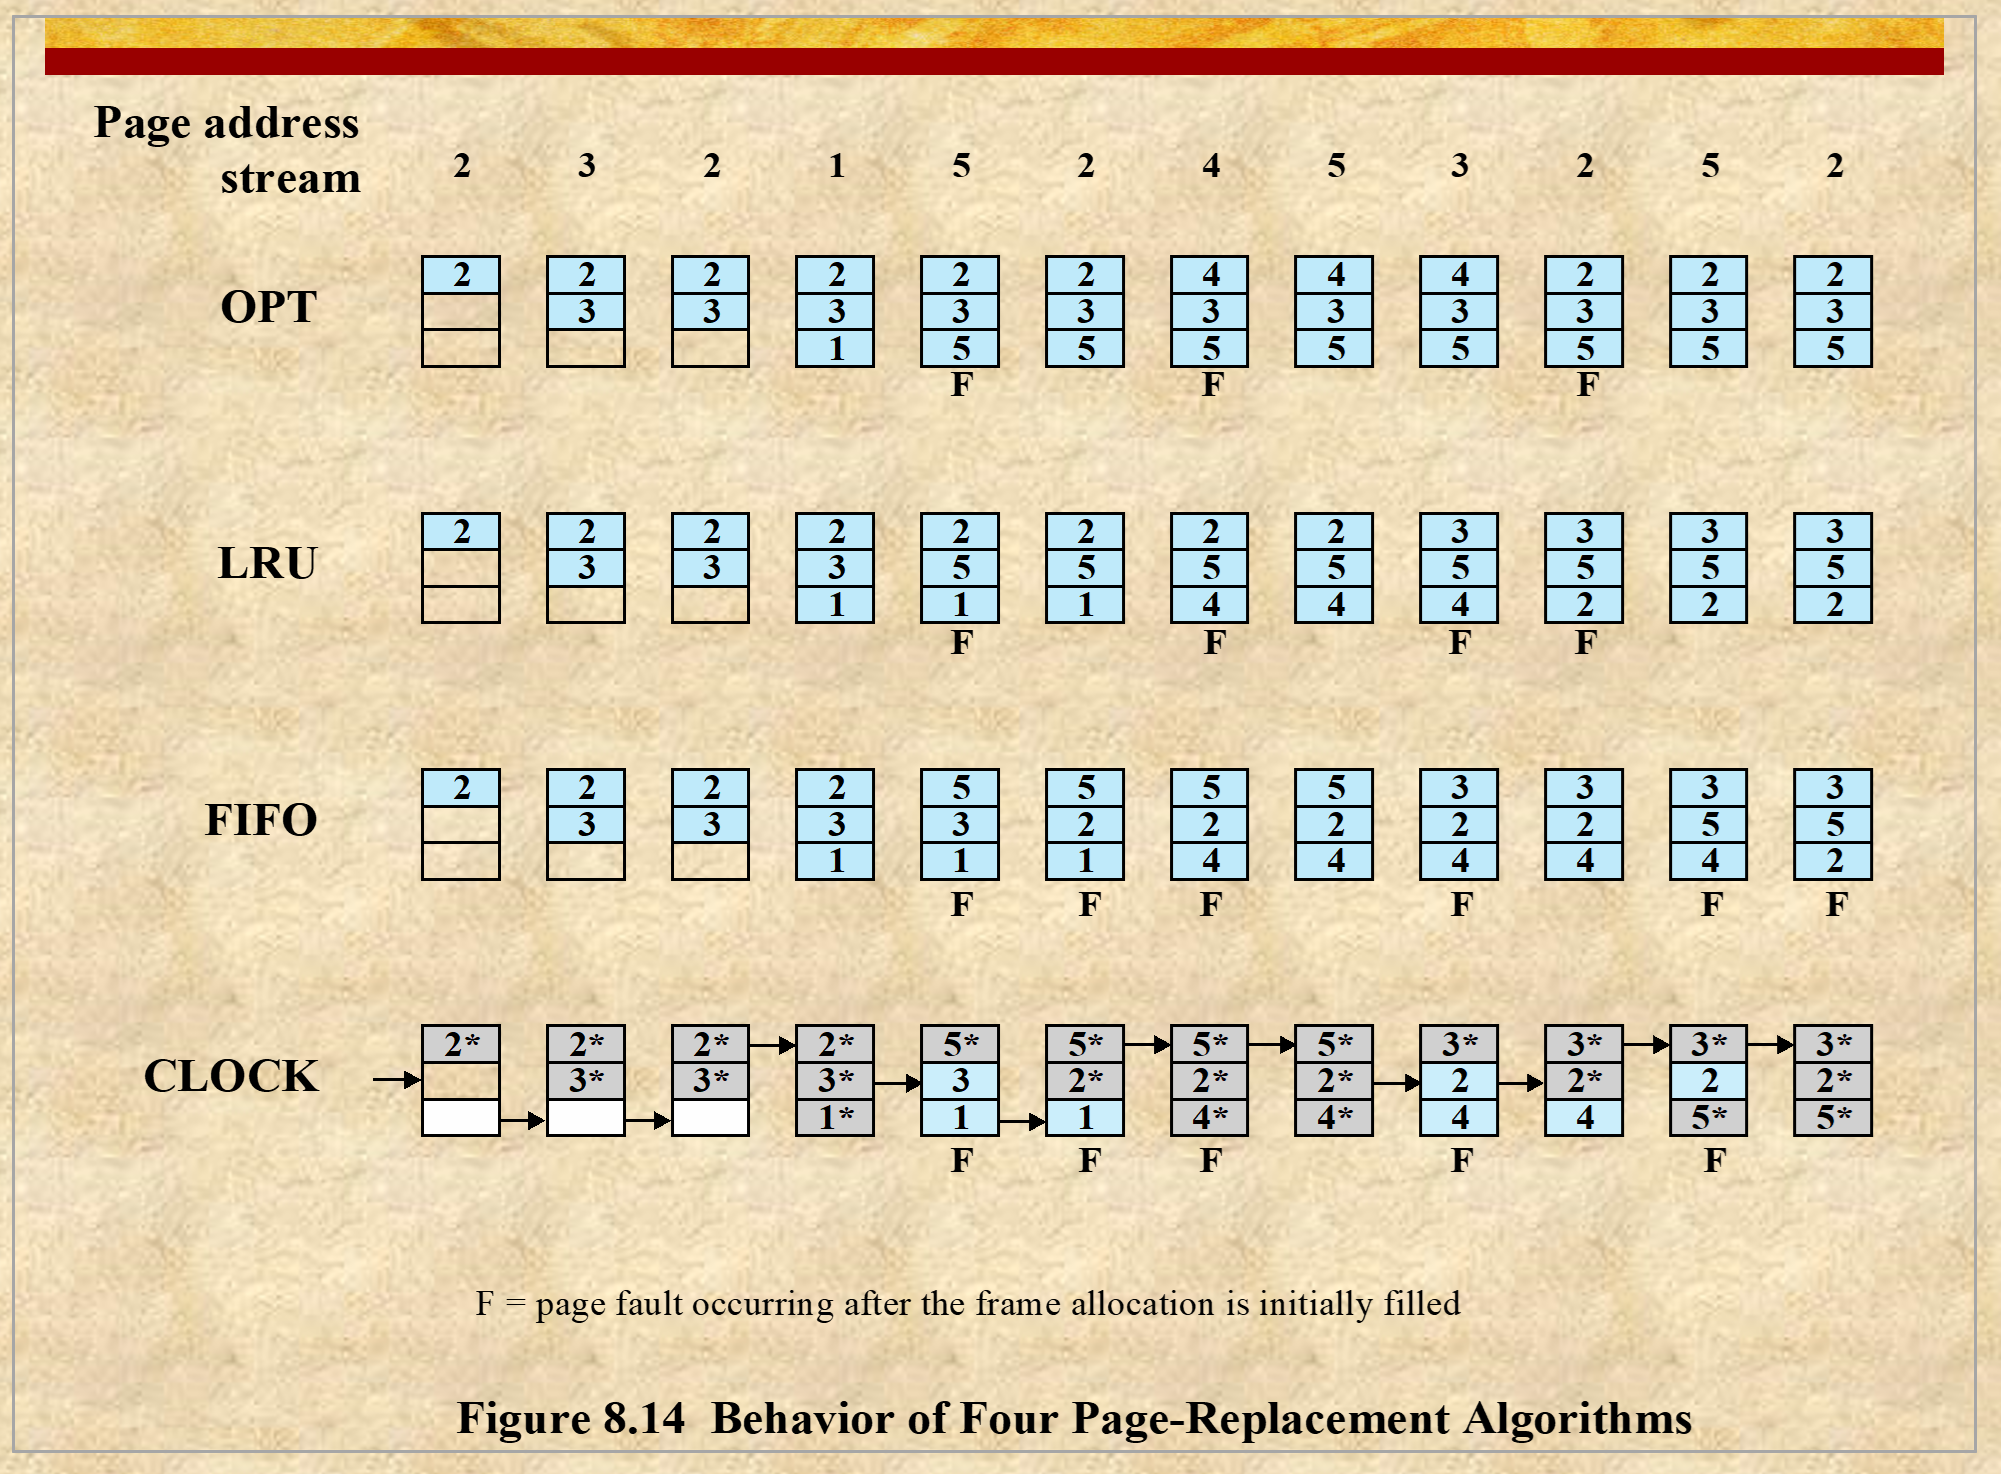 Page address
stream 2 3 2 1 5 2 4 5 3 2 5 2
2 2 2 2 2 2 4 4 4 2 2 2
OPT 3 3 3 3 3 3 3 3 3 3 3
1 5 5 5 5 5 5 5 5
F F F
2 2 2 2 2 2 2 2 3 3 3 3
LRU 3 3 3 5 5 5 5 5 5 5 5
1 1 1 4 4 4 2 2 2
F F F F
2 2 2 2 5 5 5 5 3 3 3 3
FIFO 3 3 3 3 2 2 2 2 2 5 5
1 1 1 4 4 4 4 4 2
F F F F F F
2* 2* 2* 2* 5* 5* 5* 5* 3* 3* 3* 3*
CLOCK 3* 3* 3* 3 2* 2* 2* 2 2* 2 2*
1* 1 1 4* 4* 4 4 5* 5*
F F F F F
F = page fault occurring after the frame allocation is initially filled
Figure 8.14 Behavior of Four Page-Replacement Algorithms